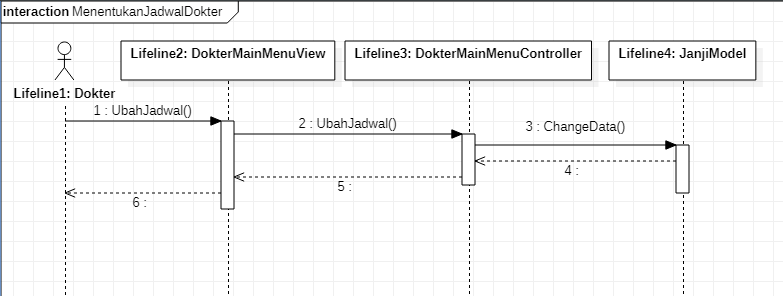 interaction MenentukanJadwalDokter
Lifeline1: Dokter
Lifeline2: DokterMainMenuView
Lifeline3: DokterMainMenuController
Lifeline4: JanjiModel
1 : UbahJadwal()
2 : UbahJadwal()
3 : ChangeData()
4 :
5 :
6 :